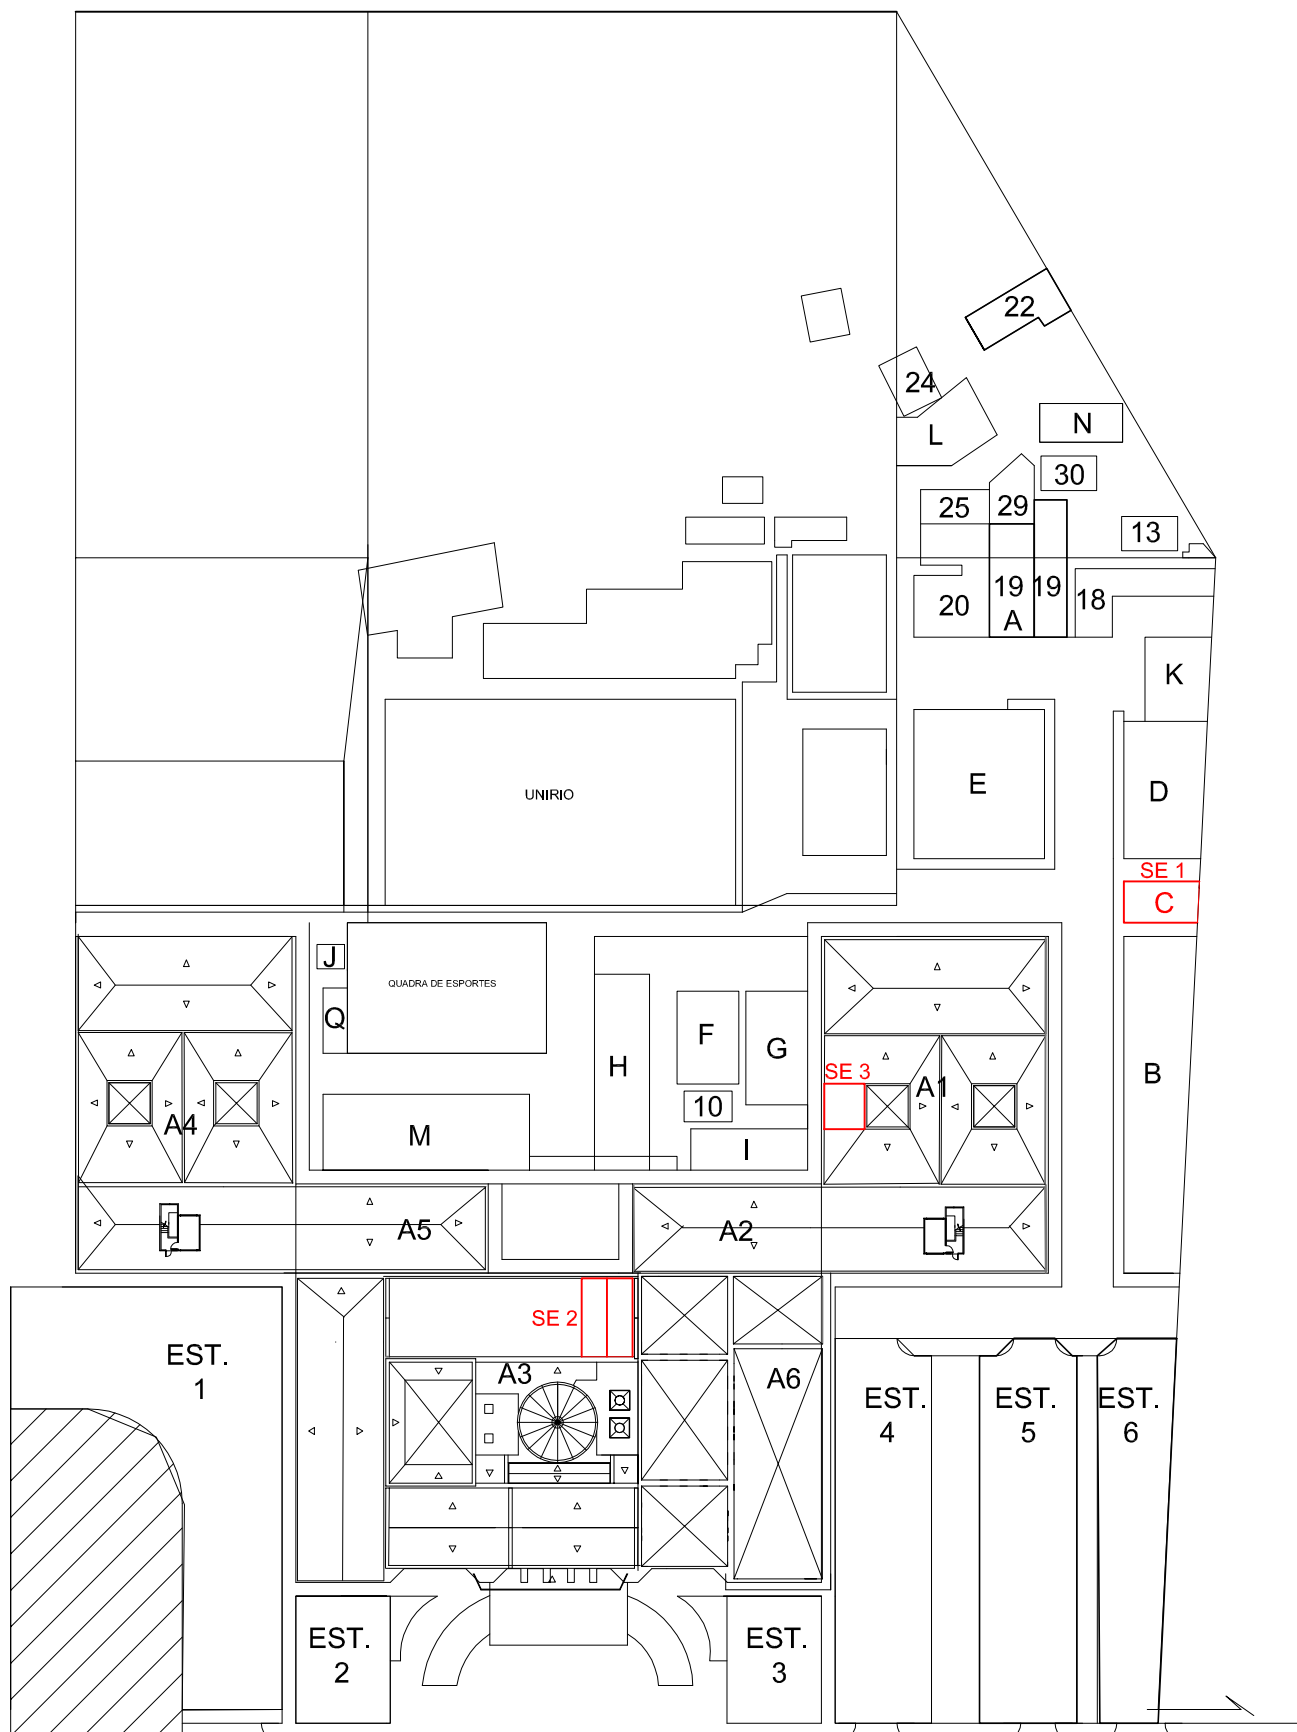 22
24
N
L
30
25
29
13
19
A
19
20
18
K
E
D
UNIRIO
SE 1
C
J
QUADRA DE ESPORTES
Q
F
G
H
SE 3
A1
B
10
A4
M
I
A5
A2
SE 2
A3
A6
EST.
1
EST.
4
EST.
5
EST.
6
EST.
2
EST.
3